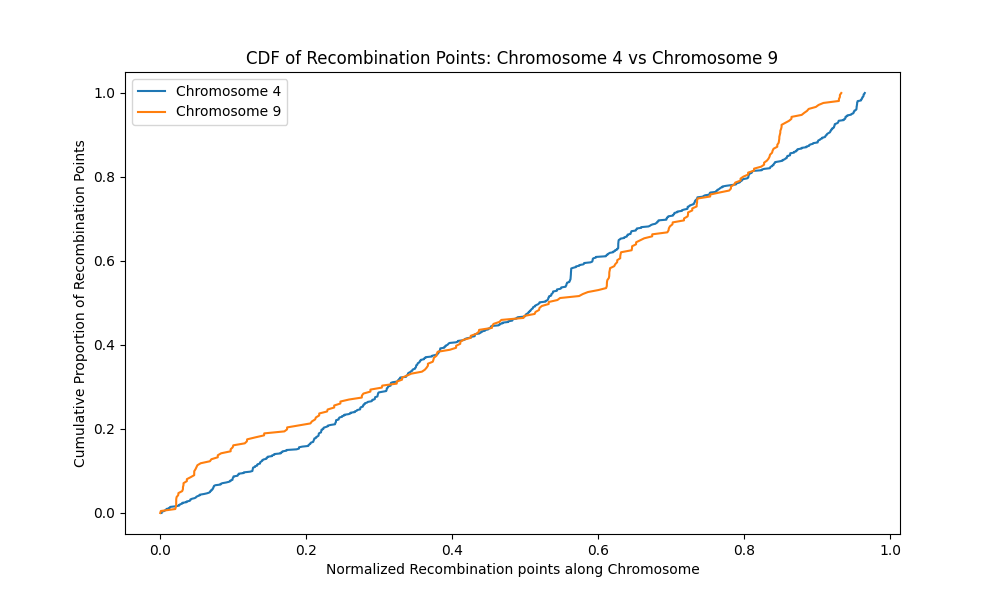 CDF of Recombination Points: Chromosome 4 vs Chromosome 9
Chromosome 4
Chromosome 9
Cumulative Proportion of Recombination Points
1.0
0.8
0.6
0.4
0.2
0.0
0.0 0.2 0.4 0.6 0.8 1.0
Normalized Recombination points along Chromosome